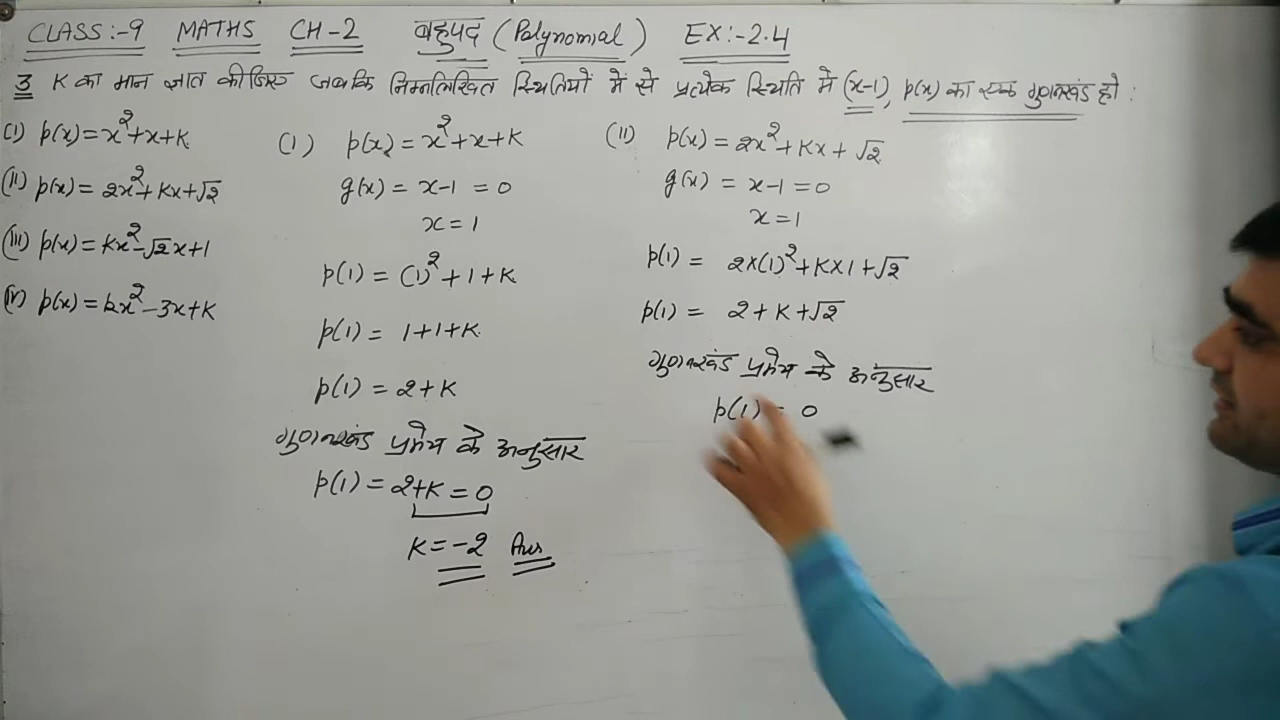 CLASS:-9 MATHS CH-2 बहुपद (Polynomial) EX:-2.4
3 K का मान ज्ञात कीजिए जबकि निम्नलिखित स्थितियों में से प्रत्येक स्थिति में (x-1), p(x) का एक गुणनखंड हो :
(i) p(x)=x²+x+K
(ii) p(x)=2x²+Kx+√2
(iii) p(x)=Kx²-√2x+1
(iv) p(x)=kx²-3x+K
(i) p(x)=x²+x+K
g(x)=x-1=0
x=1
p(1)=(1)²+1+K
p(1)=1+1+K
p(1)=2+K
गुणनखंड प्रमेय के अनुसार
p(1)=2+K=0
K=-2 Ans
(ii) p(x)=2x²+Kx+√2
g(x)=x-1=0
x=1
p(1)=2×(1)²+K×1+√2
p(1)=2+K+√2
गुणनखंड प्रमेय के अनुसार
p(1)=0